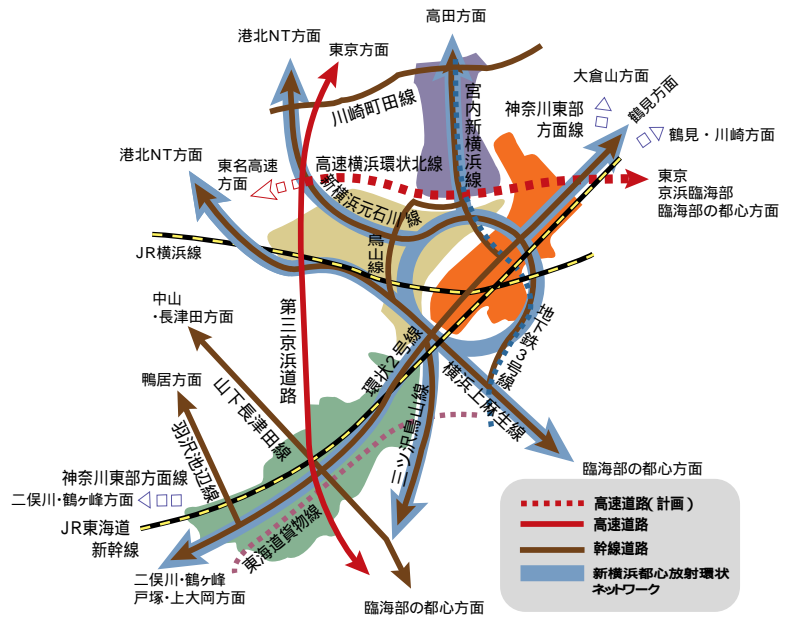 高田方面
港北NT方面
東京方面
大倉山方面
鶴見方面
川崎町田線
宮内新横浜線
神奈川東部
方面線
鶴見・川崎方面
港北NT方面
東名高速
方面
高速横浜環状北線
東京
京浜臨海部
臨海部の都心方面
新横浜元石川線
鳥山線
JR横浜線
中山
・長津田方面
第三京浜道路
地下鉄3号線
環状2号線
鴨居方面
山下長津田線
横浜上麻生線
三ツ沢鳥山線
羽沢池辺線
臨海部の都心方面
神奈川東部方面線
二俣川・鶴ヶ峰方面
JR東海道
新幹線
東海道貨物線
二俣川・鶴ヶ峰
戸塚・上大岡方面
臨海部の都心方面
高速道路(計画)
高速道路
幹線道路
新横浜都心放射環状
ネットワーク